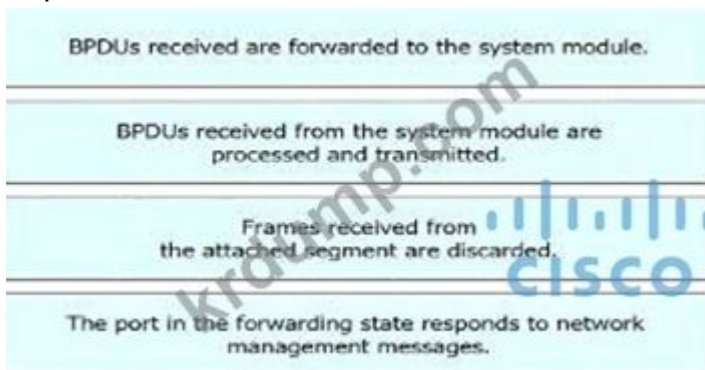 BPDUs received are forwarded to the system module.
BPDUs received from the system module are
processed and transmitted.
Frames received from
the attached segment are discarded.
The port in the forwarding state responds to network
management messages.
krdump.com
CISCO